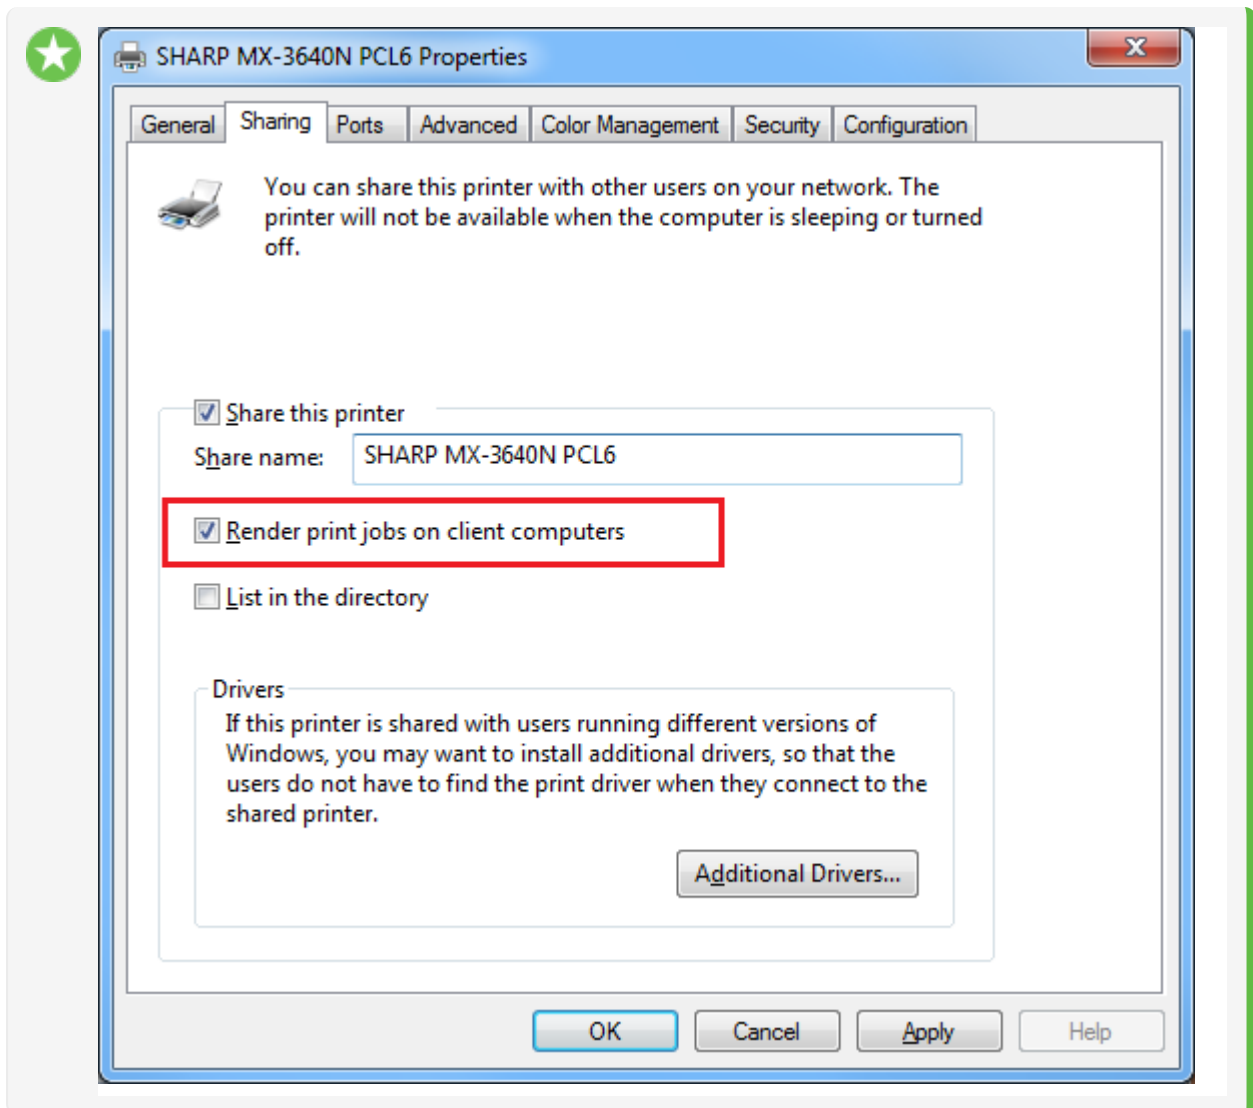 SHARP MX-3640N PCL6 Properties
General Sharing Ports Advanced Color Management Security Configuration
You can share this printer with other users on your network. The
printer will not be available when the computer is sleeping or turned
off.
Share this printer
Share name: SHARP MX-3640N PCL6
Render print jobs on client computers
List in the directory
Drivers
If this printer is shared with users running different versions of
Windows, you may want to install additional drivers, so that the
users do not have to find the print driver when they connect to the
shared printer.
Additional Drivers...
OK Cancel Apply Help